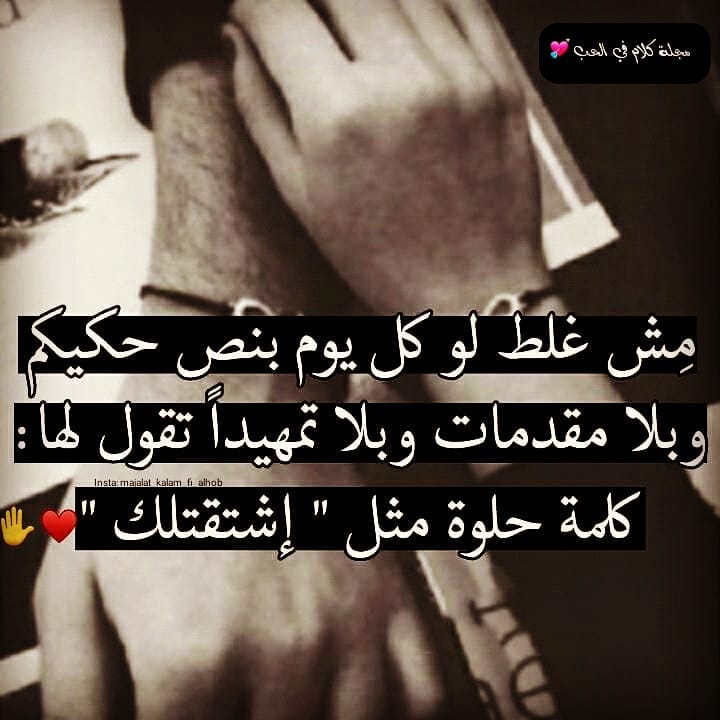 مجلة كلام في الحب 💘
مِش غلط لو كل يوم بنص حكيكم
وبلا مقدمات وبلا تمهيداً تقول لها :
Insta:majalat_kalam_fi_alhob
كلمة حلوة مثل " إشتقتلك "❤️✋